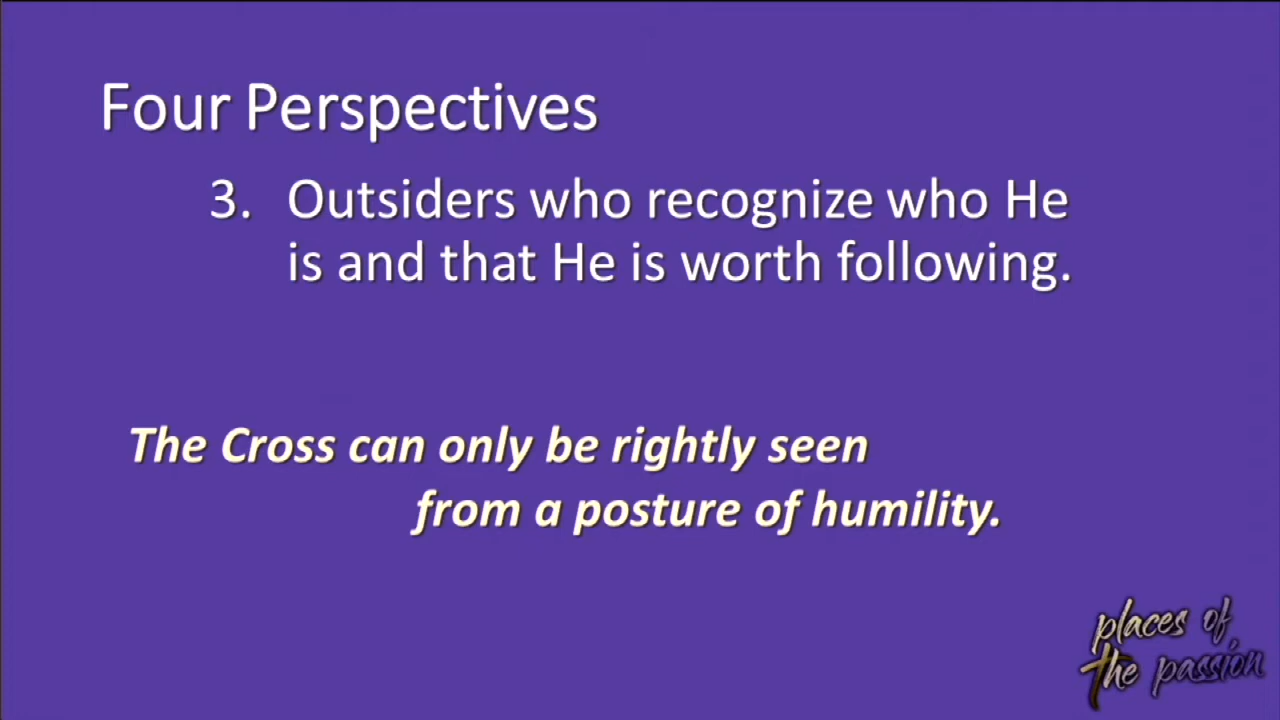 Four Perspectives
3. Outsiders who recognize who He
is and that He is worth following.
The Cross can only be rightly seen
from a posture of humility.
places of
the passion